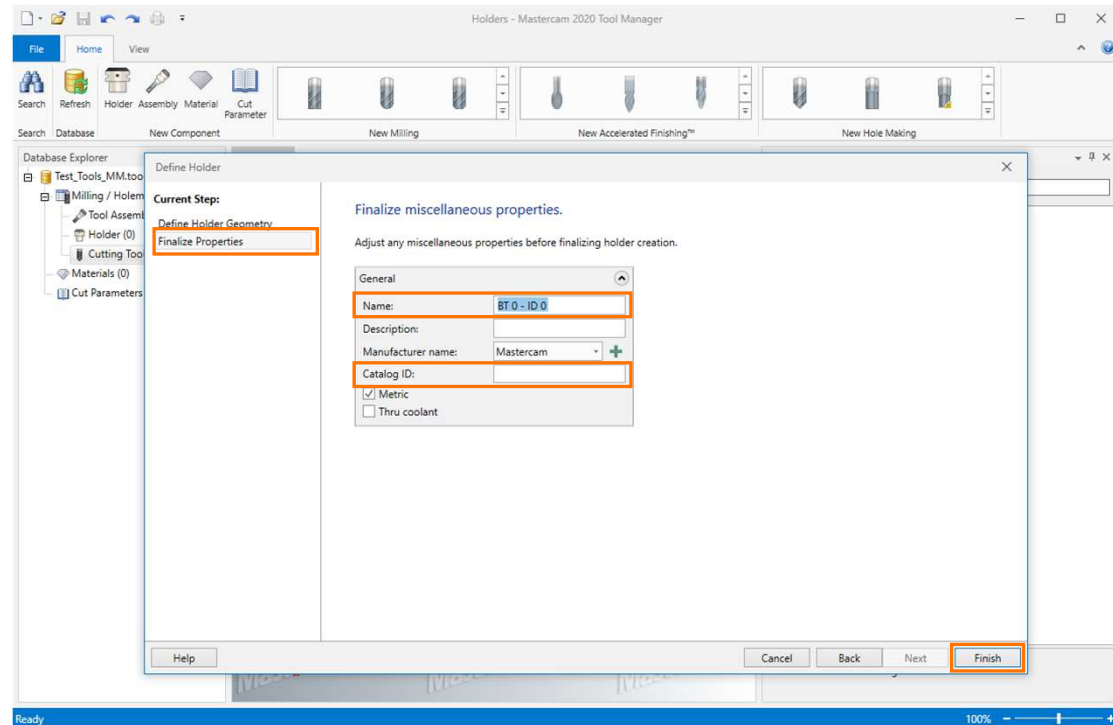 Holders - Mastercam 2020 Tool Manager
File Home View
Search Refresh Holder Assembly Material Cut Parameter
Search Database New Component New Milling New Accelerated Finishing™ New Hole Making
Database Explorer
Test_Tools_MM.too
Milling / Holem
Tool Assemb
Holder (0)
Cutting Too
Materials (0)
Cut Parameters
Define Holder
Current Step:
Define Holder Geometry
Finalize Properties
Finalize miscellaneous properties.
Adjust any miscellaneous properties before finalizing holder creation.
General
Name: BT 0 - ID 0
Description:
Manufacturer name: Mastercam
Catalog ID:
Metric
Thru coolant
Help Cancel Back Next Finish
Ready 100%